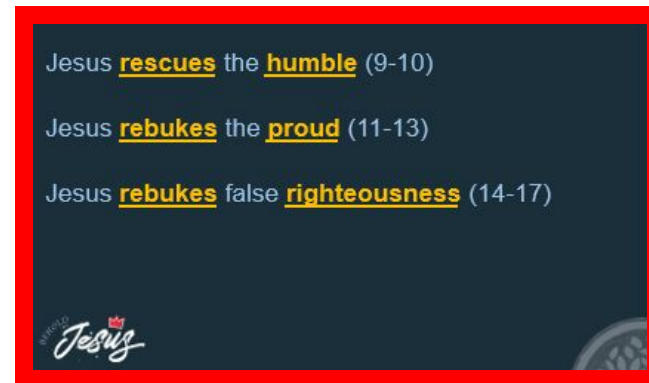 Jesus rescues the humble (9-10)
Jesus rebukes the proud (11-13)
Jesus rebukes false righteousness (14-17)
BEHOLD
Jesus